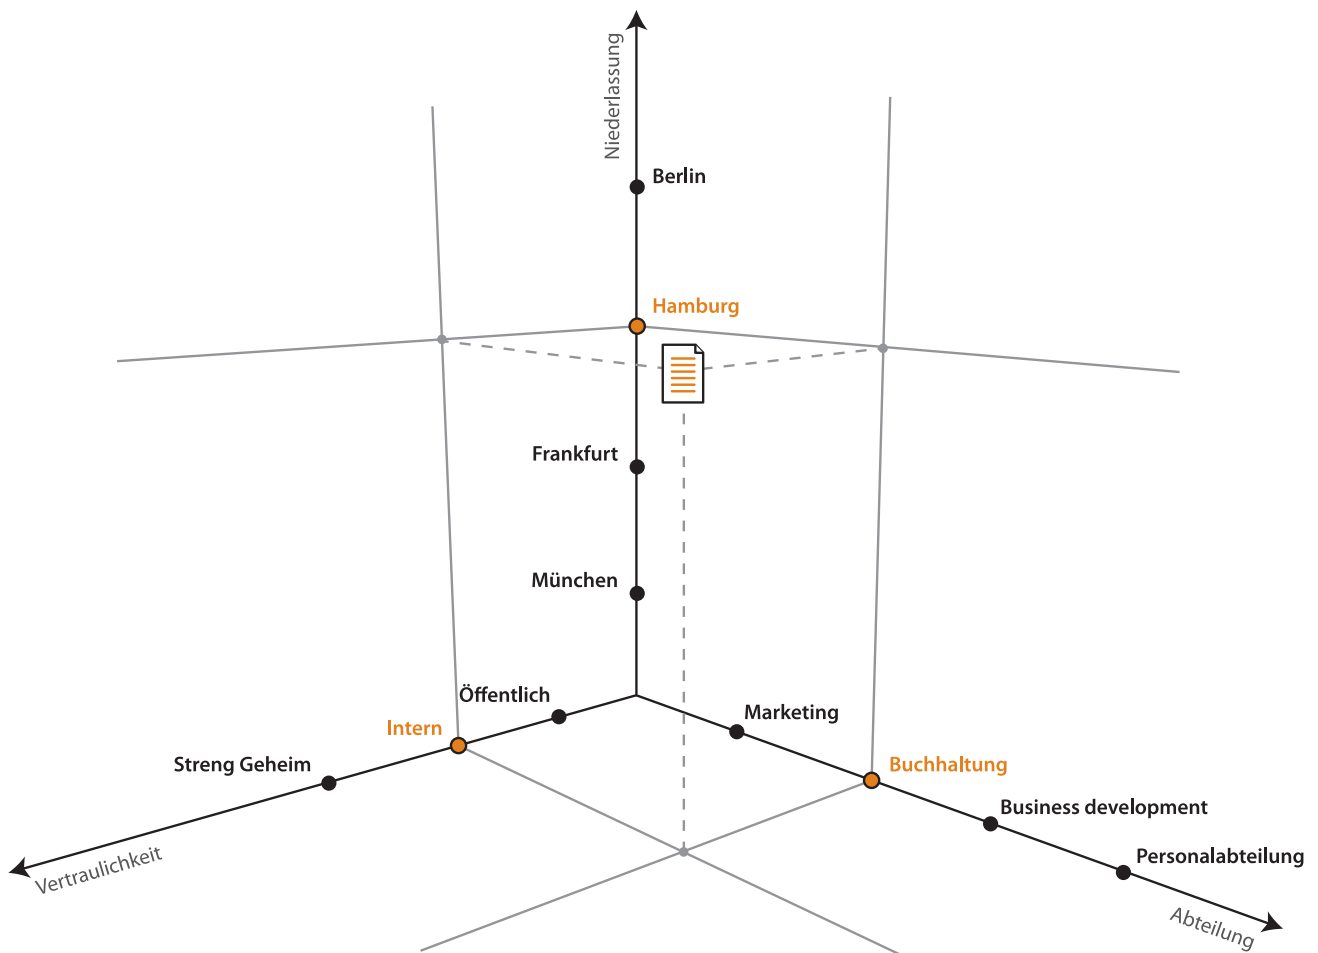 Niederlassung
Berlin
Hamburg
Frankfurt
München
Öffentlich
Intern
Streng Geheim
Vertraulichkeit
Marketing
Buchhaltung
Business development
Personalabteilung
Abteilung